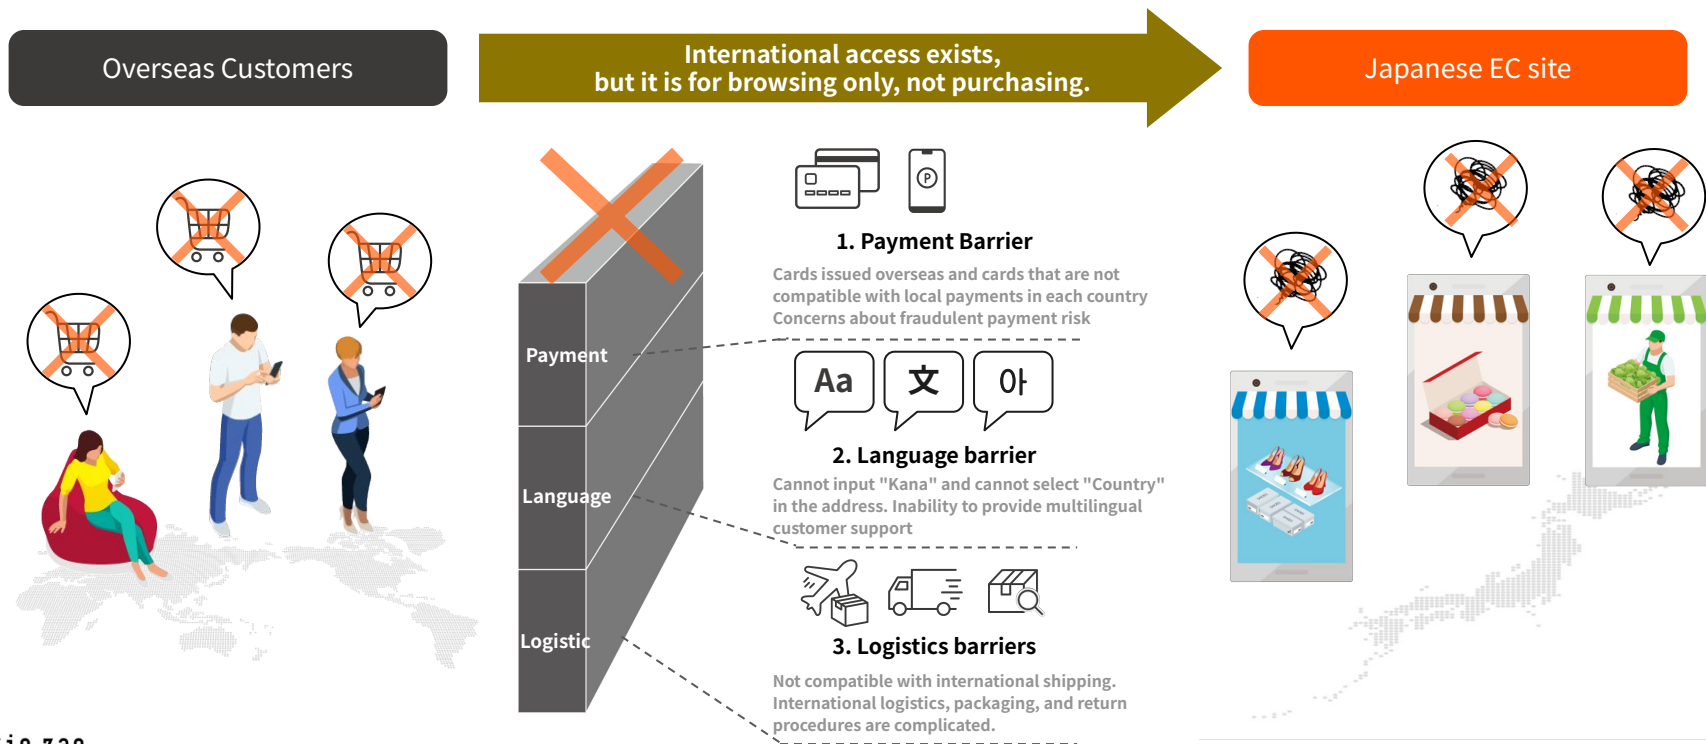 Overseas Customers
International access exists,
but it is for browsing only, not purchasing.
Japanese EC site
Payment
Language
Logistic
1. Payment Barrier
Cards issued overseas and cards that are not
compatible with local payments in each country
Concerns about fraudulent payment risk
Aa
文
아
2. Language barrier
Cannot input "Kana" and cannot select "Country"
in the address. Inability to provide multilingual
customer support
3. Logistics barriers
Not compatible with international shipping.
International logistics, packaging, and return
procedures are complicated.
P